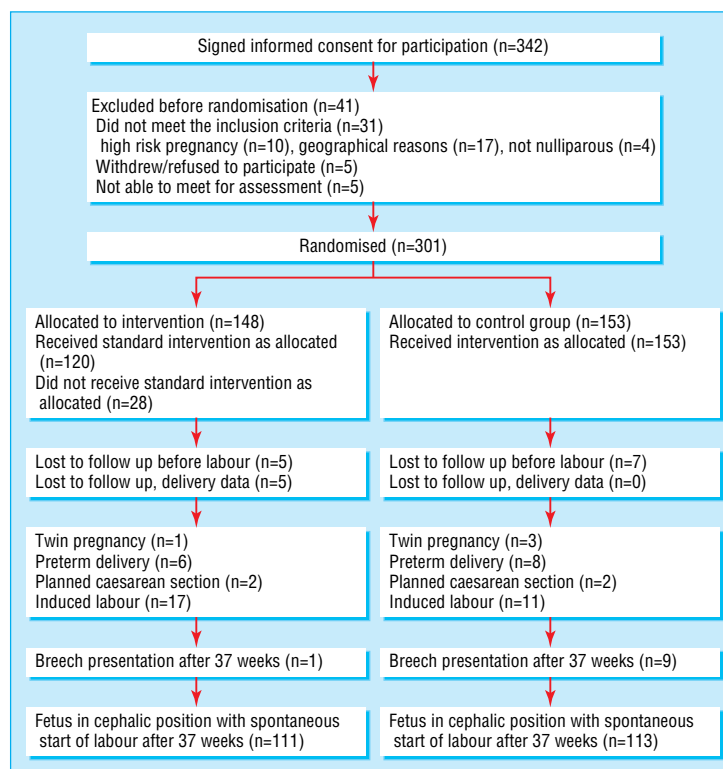 Signed informed consent for participation (n=342)
Excluded before randomisation (n=41)
Did not meet the inclusion criteria (n=31)
high risk pregnancy (n=10), geographical reasons (n=17), not nulliparous (n=4)
Withdrew/refused to participate (n=5)
Not able to meet for assessment (n=5)
Randomised (n=301)
Allocated to intervention (n=148)
Received standard intervention as allocated
(n=120)
Did not receive standard intervention as
allocated (n=28)
Allocated to control group (n=153)
Received intervention as allocated (n=153)
Lost to follow up before labour (n=5)
Lost to follow up, delivery data (n=5)
Lost to follow up before labour (n=7)
Lost to follow up, delivery data (n=0)
Twin pregnancy (n=1)
Preterm delivery (n=6)
Planned caesarean section (n=2)
Induced labour (n=17)
Twin pregnancy (n=3)
Preterm delivery (n=8)
Planned caesarean section (n=2)
Induced labour (n=11)
Breech presentation after 37 weeks (n=1)
Breech presentation after 37 weeks (n=9)
Fetus in cephalic position with spontaneous
start of labour after 37 weeks (n=111)
Fetus in cephalic position with spontaneous
start of labour after 37 weeks (n=113)